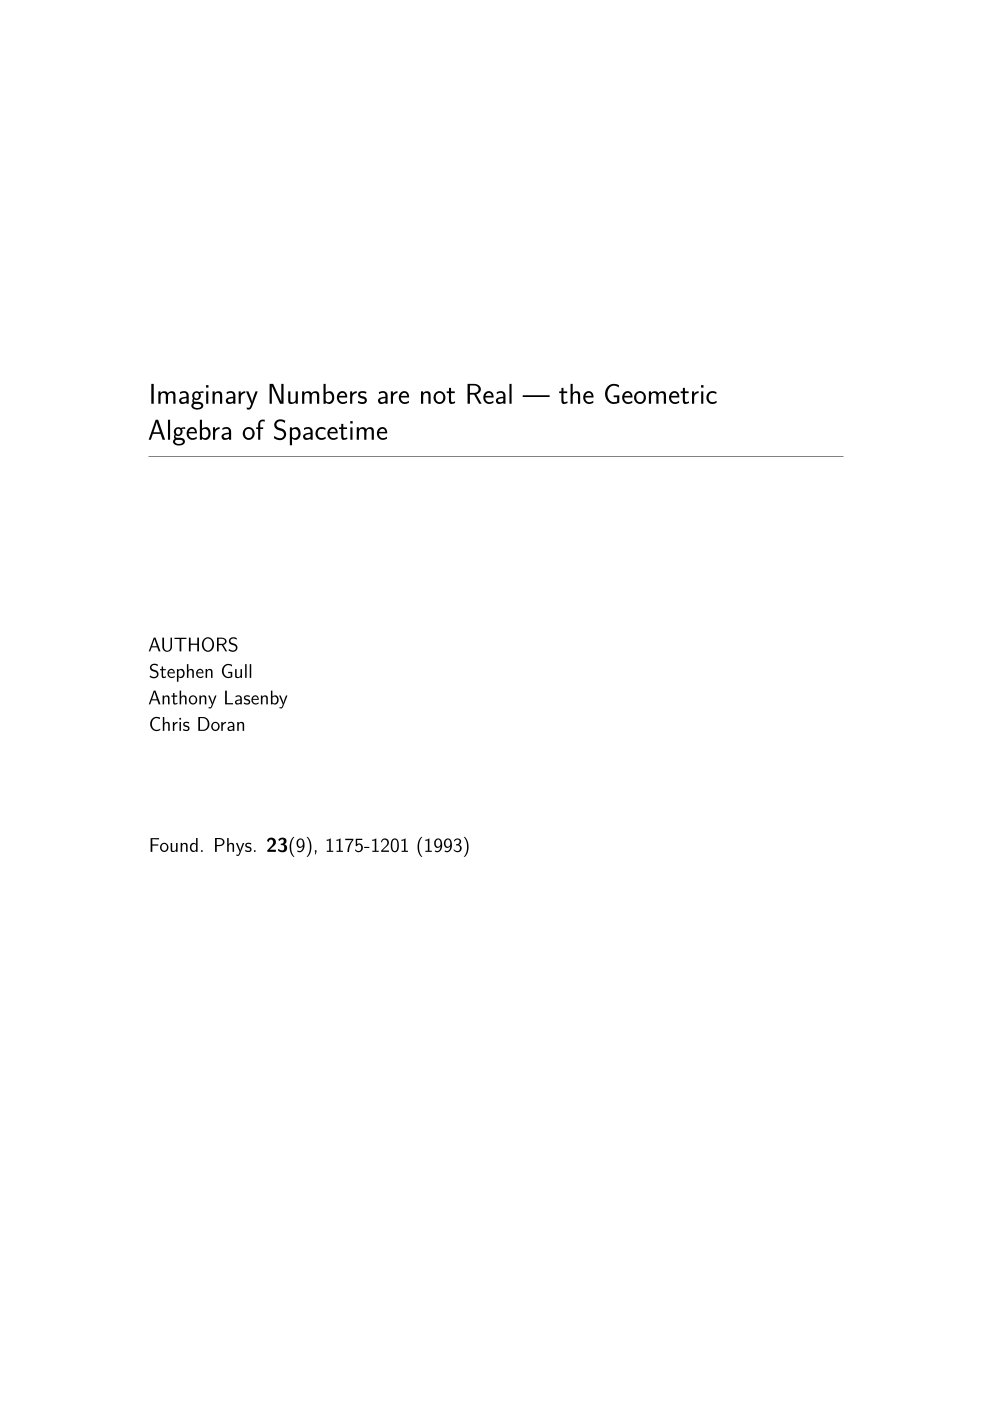 Imaginary Numbers are not Real — the Geometric
Algebra of Spacetime
AUTHORS
Stephen Gull
Anthony Lasenby
Chris Doran
Found. Phys. 23(9), 1175-1201 (1993)